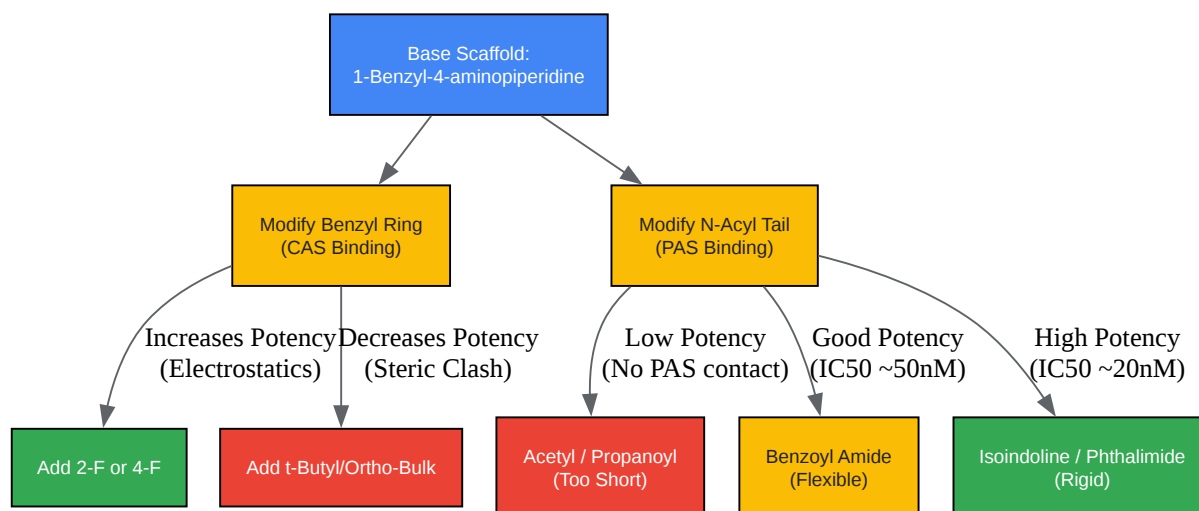 Base Scaffold:
1-Benzyl-4-aminopiperidine
Modify Benzyl Ring
(CAS Binding)
Modify N-Acyl Tail
(PAS Binding)
Increases Potency
(Electrostatics)
Decreases Potency
(Steric Clash)
Low Potency
(No PAS contact)
Good Potency
(IC50 ~50nM)
High Potency
(IC50 ~20nM)
Add 2-F or 4-F
Add t-Butyl/Ortho-Bulk
Acetyl / Propanoyl
(Too Short)
Benzoyl Amide
(Flexible)
Isoindoline / Phthalimide
(Rigid)